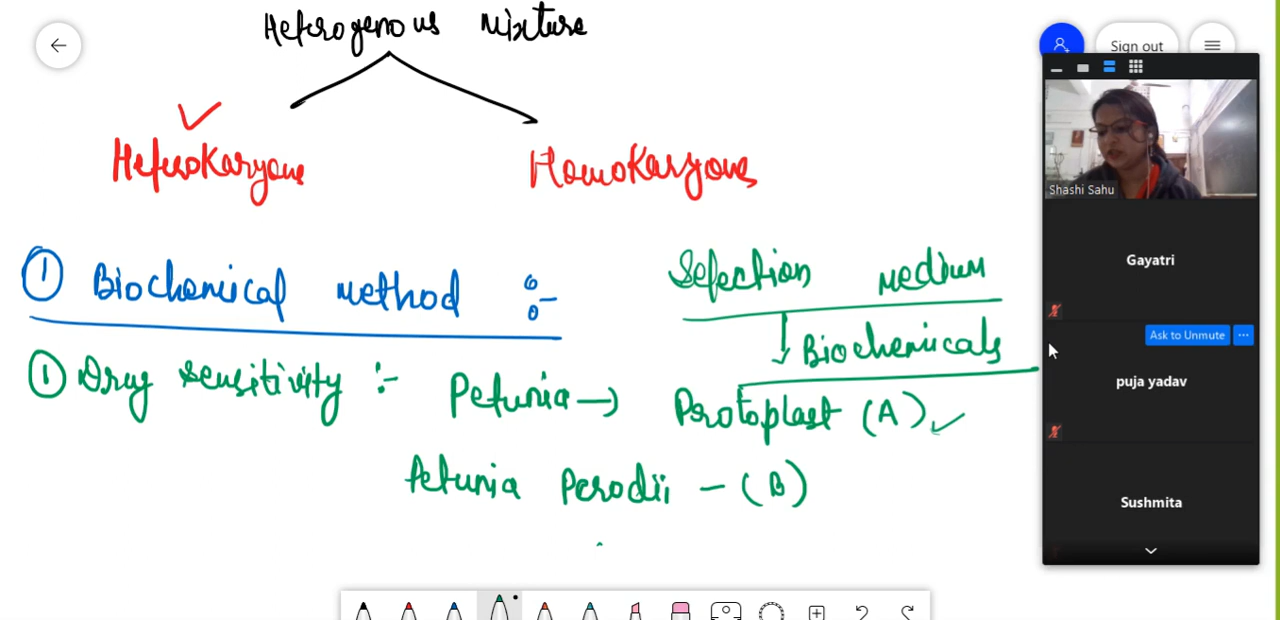 Heterogenous Mixture
Sign out
Heterokaryons
Homokaryons
Shashi Sahu
Gayatri
① Biochemical method :-
Selection medium
↓ Biochemicals
Ask to Unmute
① Drug sensitivity :- Petunia → Protoplast (A) ✓
puja yadav
Petunia Parodii - (B)
Sushmita